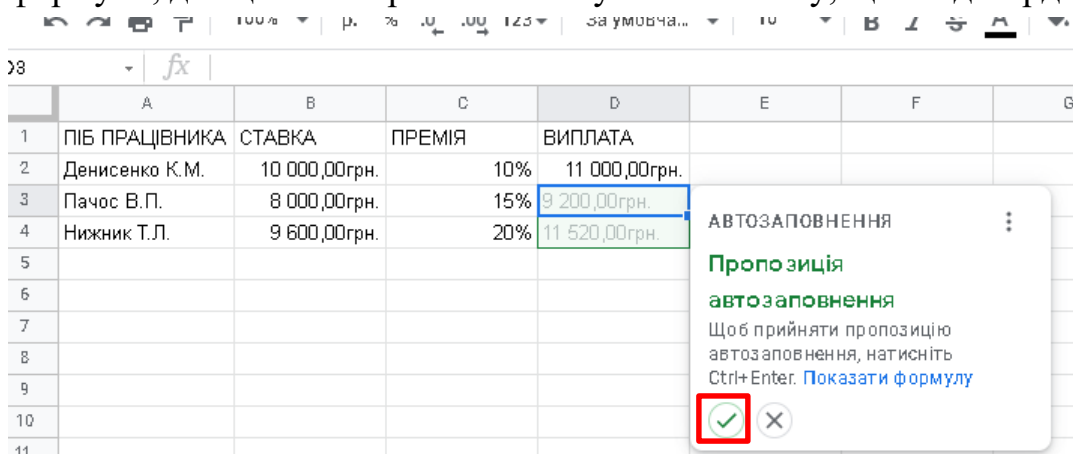 100% р. % .0 .00 123 За умовча... 10 B I S A
D3 fx
A B C D E F G
1 ПІБ ПРАЦІВНИКА СТАВКА ПРЕМІЯ ВИПЛАТА
2 Денисенко К.М. 10 000,00грн. 10% 11 000,00грн.
3 Пачос В.П. 8 000,00грн. 15% 9 200,00грн.
4 Нижник Т.Л. 9 600,00грн. 20% 11 520,00грн.
5
6
7
8
9
10
11
АВТОЗАПОВНЕННЯ
Пропозиція
автозаповнення
Щоб прийняти пропозицію
автозаповнення, натисніть
Ctrl+Enter. Показати формулу